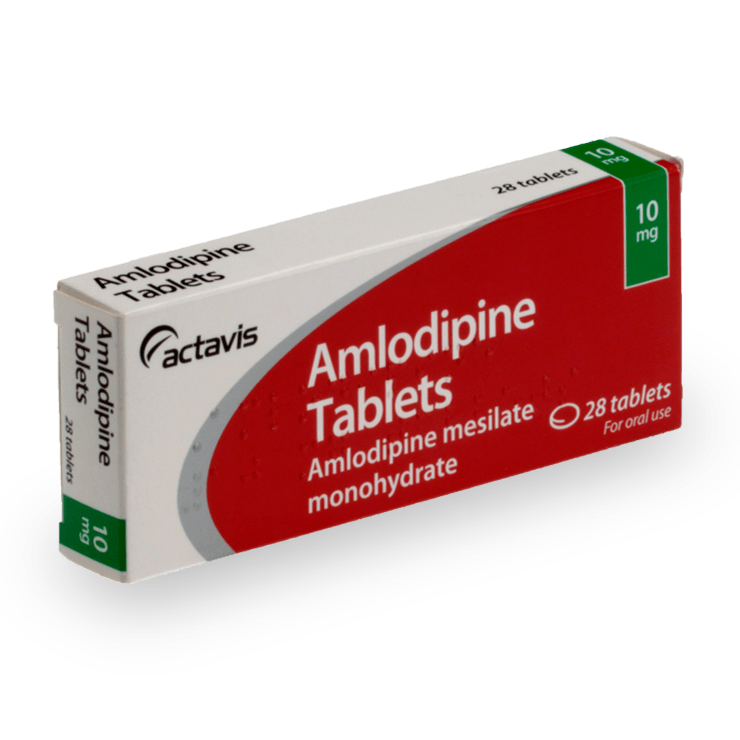 Amlodipine
Tablets
28 tablets
10
mg
actavis
Amlodipine
Tablets
Amlodipine mesilate
monohydrate
10
mg
28 tablets
For oral use
Amlodipine
Tablets
28 tablets
10
mg